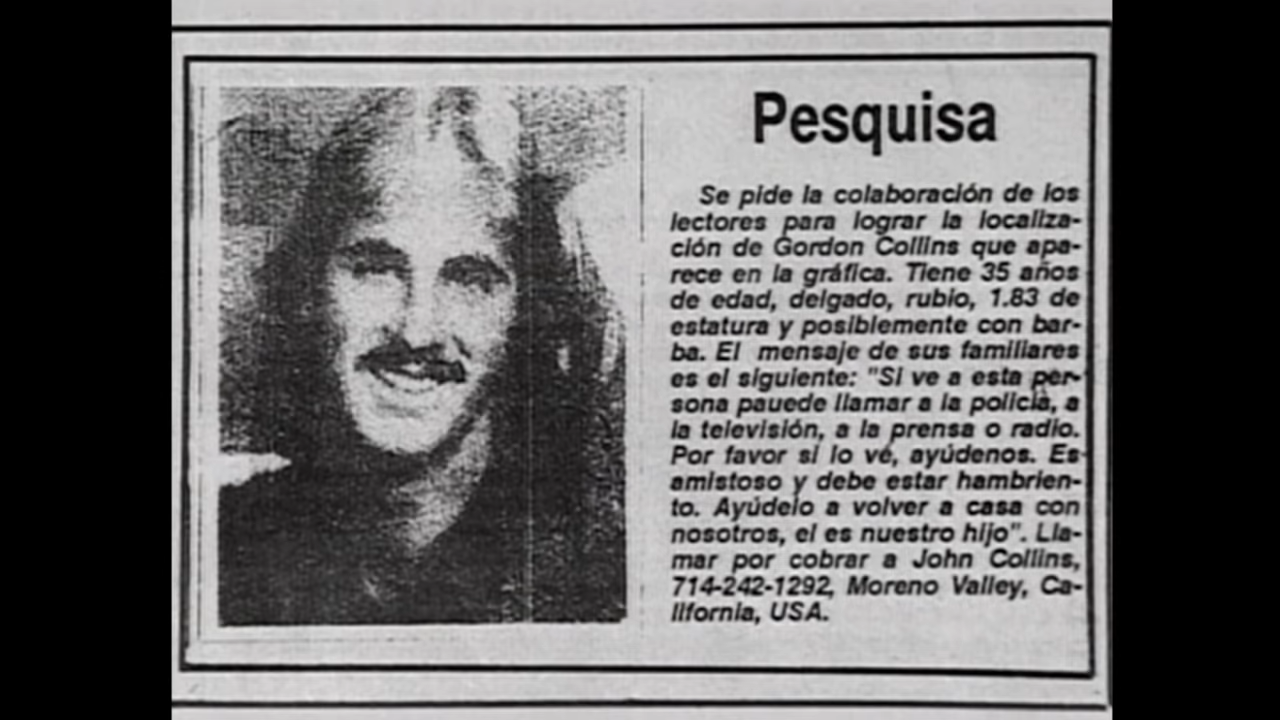 Pesquisa
Se pide la colaboración de los
lectores para lograr la localiza-
ción de Gordon Collins que apa-
rece en la gráfica. Tiene 35 años
de edad, delgado, rubio, 1.83 de
estatura y posiblemente con bar-
ba. El mensaje de sus familiares
es el siguiente: "Si ve a esta per-
sona pauede llamar a la policìa, a
la televisión, a la prensa o radio.
Por favor si lo vé, ayúdenos. Es
amistoso y debe estar hambrien-
to. Ayúdelo a volver a casa con
nosotros, el es nuestro hijo". Lla-
mar por cobrar a John Collins,
714-242-1292, Moreno Valley, Ca-
lifornia, USA.